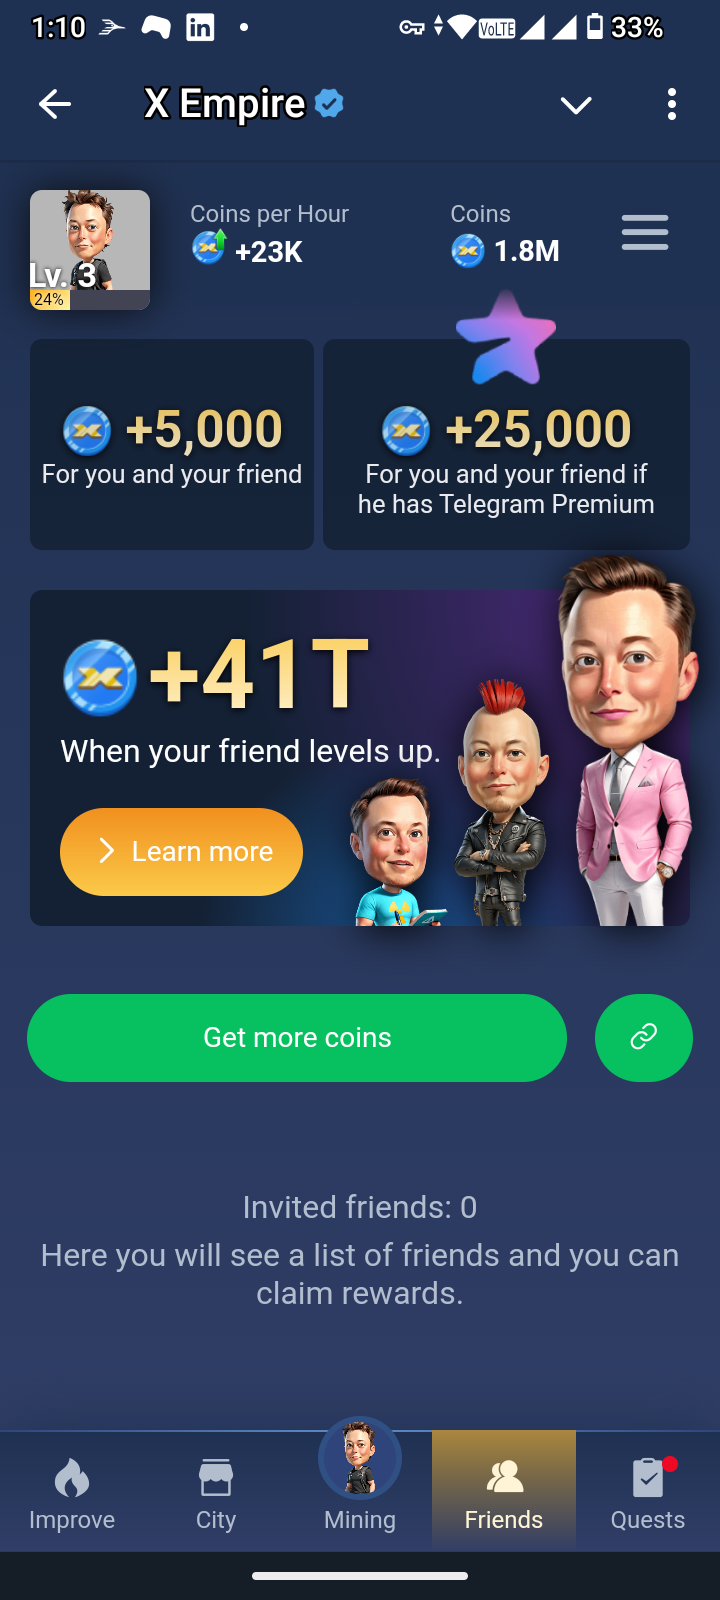 1:10
VoLTE
33%
X Empire
Lv. 3
24%
Coins per Hour
+23K
Coins
1.8M
+5,000
For you and your friend
+25,000
For you and your friend if
he has Telegram Premium
+41T
When your friend levels up.
Learn more
Get more coins
Invited friends: 0
Here you will see a list of friends and you can
claim rewards.
Improve
City
Mining
Friends
Quests